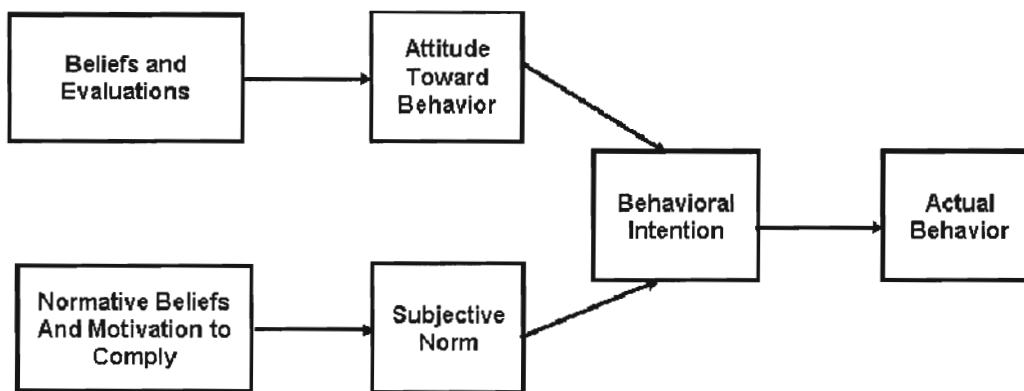 Beliefs and
Evaluations
Attitude
Toward
Behavior
Behavioral
Intention
Actual
Behavior
Normative Beliefs
And Motivation to
Comply
Subjective
Norm